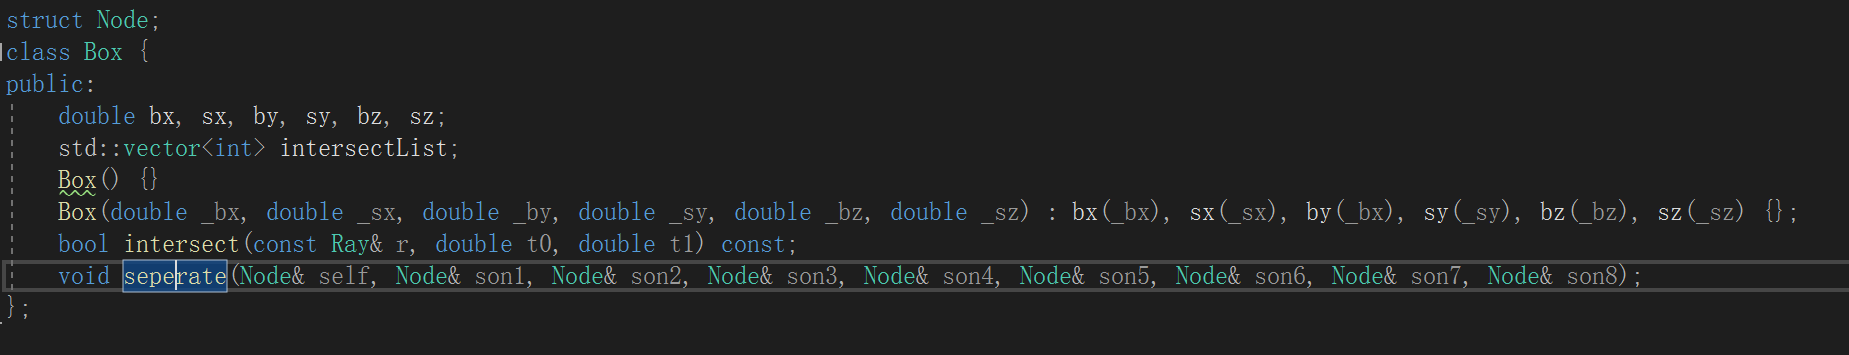 struct Node;
class Box {
public:
    double bx, sx, by, sy, bz, sz;
    std::vector<int> intersectList;
    Box() {}
    Box(double _bx, double _sx, double _by, double _sy, double _bz, double _sz) : bx(_bx), sx(_sx), by(_bx), sy(_sy), bz(_bz), sz(_sz) {};
    bool intersect(const Ray& r, double t0, double t1) const;
    void seperate(Node& self, Node& son1, Node& son2, Node& son3, Node& son4, Node& son5, Node& son6, Node& son7, Node& son8);
};